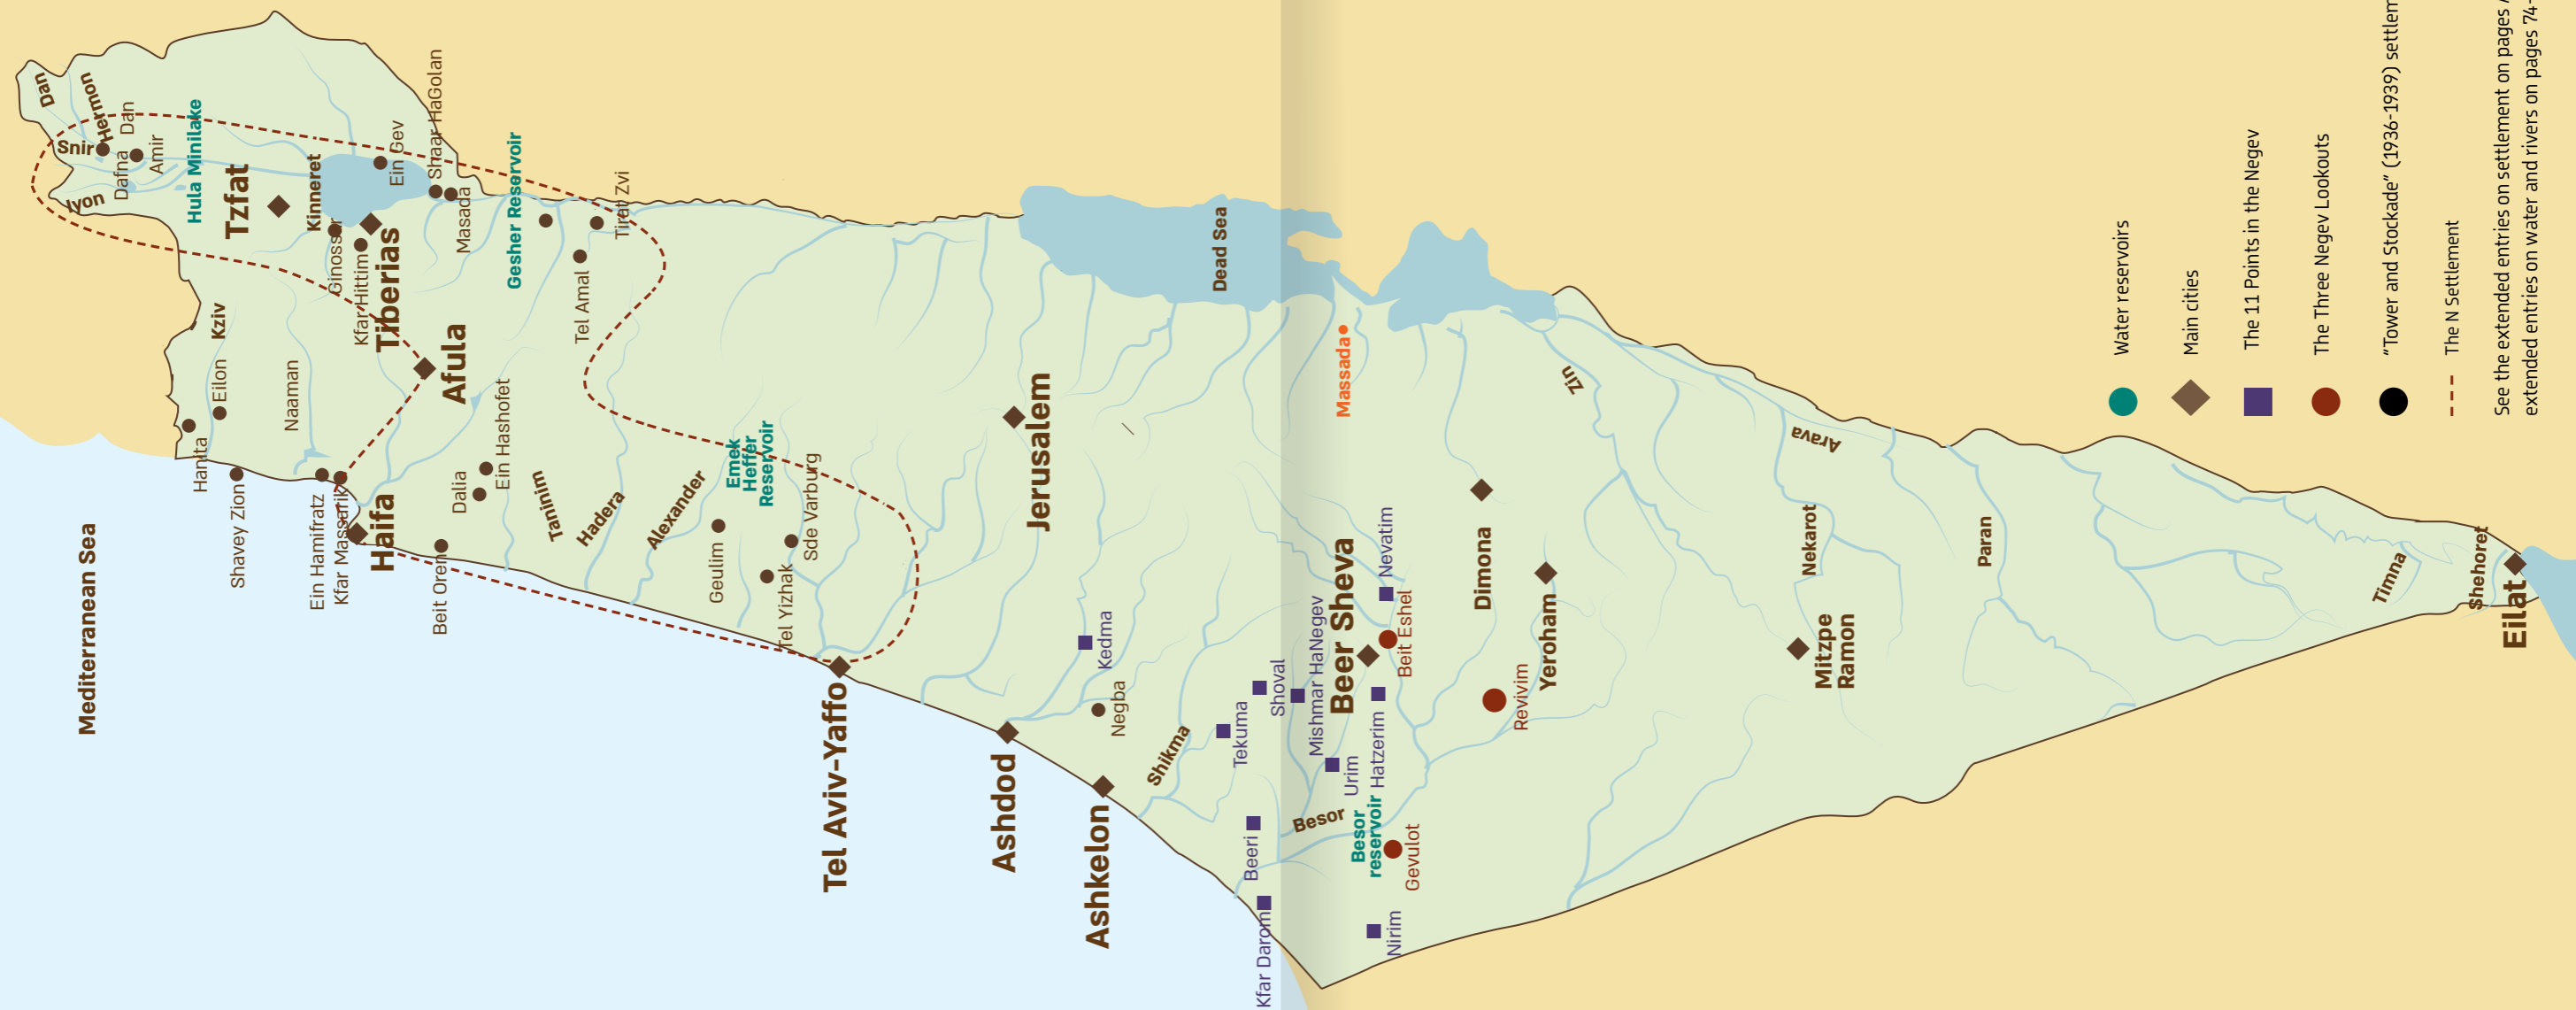 Mediterranean Sea
Dan
Hermon
Snir
Dan
Dafna
Amir
Iyon
Hula Minilake
Tzfat
Kinneret
Ein Gev
Shaar HaGolan
Masada
Ginossar
Kfar Hittim
Tiberias
Kziv
Eilon
Hanita
Naaman
Shavey Zion
Ein Hamifratz
Kfar Massarik
Haifa
Afula
Gesher Reservoir
Tirat Zvi
Tel Amal
Ein Hashofet
Dalia
Beit Oren
Taninim
Hadera
Alexander
Emek
Heffer
Reservoir
Geulim
Sde Varburg
Tel Yizhak
Tel Aviv-Yaffo
Jerusalem
Dead Sea
Ashdod
Ashkelon
Kedma
Negba
Shikma
Tekuma
Shoval
Mishmar HaNegev
Beeri
Kfar Darom
Urim
Besor
Besor
reservoir
Hatzerim
Beer Sheva
Nevatim
Beit Eshel
Gevulot
Nirim
Massada
Dimona
Revivim
Yeroham
Zin
Arava
Nekarot
Mitzpe
Ramon
Paran
Timna
Shehoret
Eilat
Water reservoirs
Main cities
The 11 Points in the Negev
The Three Negev Lookouts
"Tower and Stockade" (1936-1939)
The N Settlement
See the extended entries on settlement on pages
extended entries on water and rivers on pages 74-